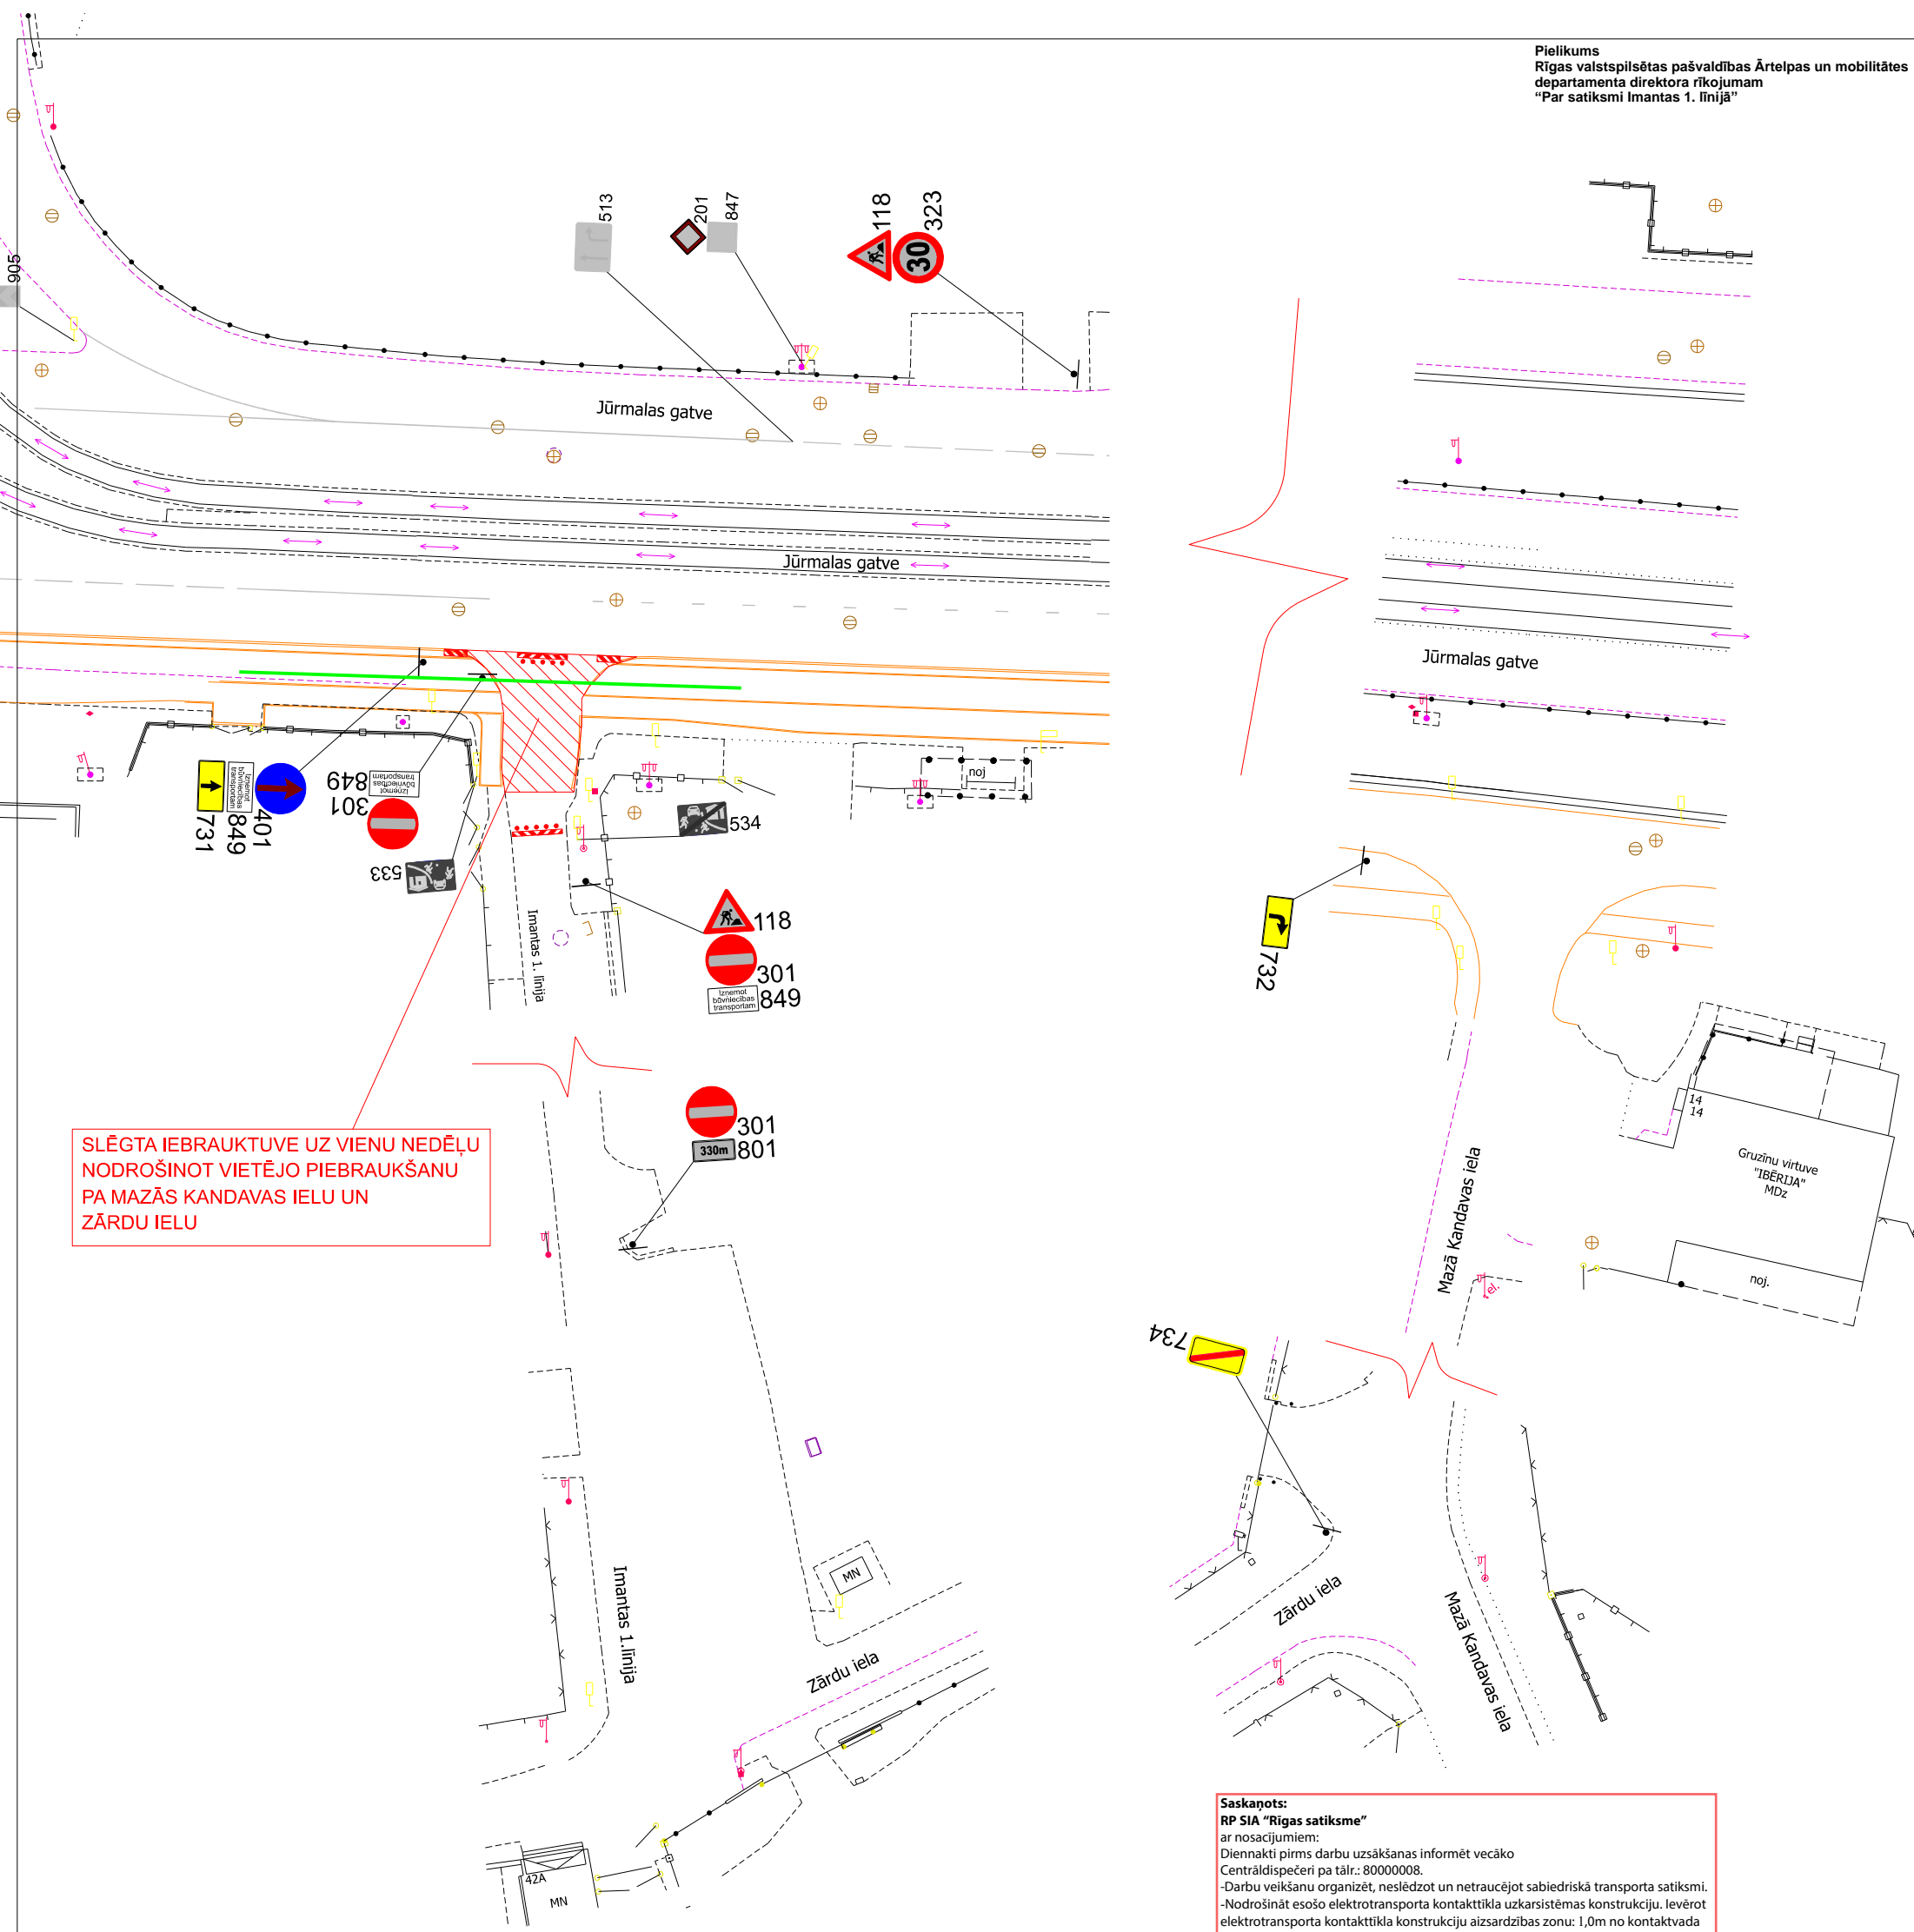 Pielikums
Rīgas valstspilsētas pašvaldības Ārtelpas un mobilitātes
departamenta direktora rīkojumam
“Par satiksmi Imantas 1. līnijā”
905
513
201
847
118
323
30
Jūrmalas gatve
Jūrmalas gatve
Jūrmalas gatve
noj
731
849
Izņemot
būvniecības
transportam
401
849
Izņemot
būvniecības
transportam
301
533
534
118
301
849
Izņemot
būvniecības
transportam
Imantas 1. līnija
732
301
801
330m
SLĒGTA IEBRAUKTUVE UZ VIENU NEDĒĻU
NODROŠINOT VIETĒJO PIEBRAUKŠANU
PA MAZĀS KANDAVAS IELU UN
ZĀRDU IELU
14
14
Gruzīnu virtuve
"IBĒRIJA"
MDz
noj.
Mazā Kandavas iela
el.
734
MN
Imantas 1.līnija
Zārdu iela
Zārdu iela
Mazā Kandavas iela
42A
MN
Saskaņots:
RP SIA “Rīgas satiksme”
ar nosacījumiem:
Diennakti pirms darbu uzsākšanas informēt vecāko
Centrāldispečeri pa tālr.: 80000008.
-Darbu veikšanu organizēt, neslēdzot un netraucējot sabiedriskā transporta satiksmi.
-Nodrošināt esošo elektrotransporta kontakttīkla uzkarsistēmas konstrukciju. Ievērot
elektrotransporta kontakttīkla konstrukciju aizsardzības zonu: 1,0m no kontaktvada